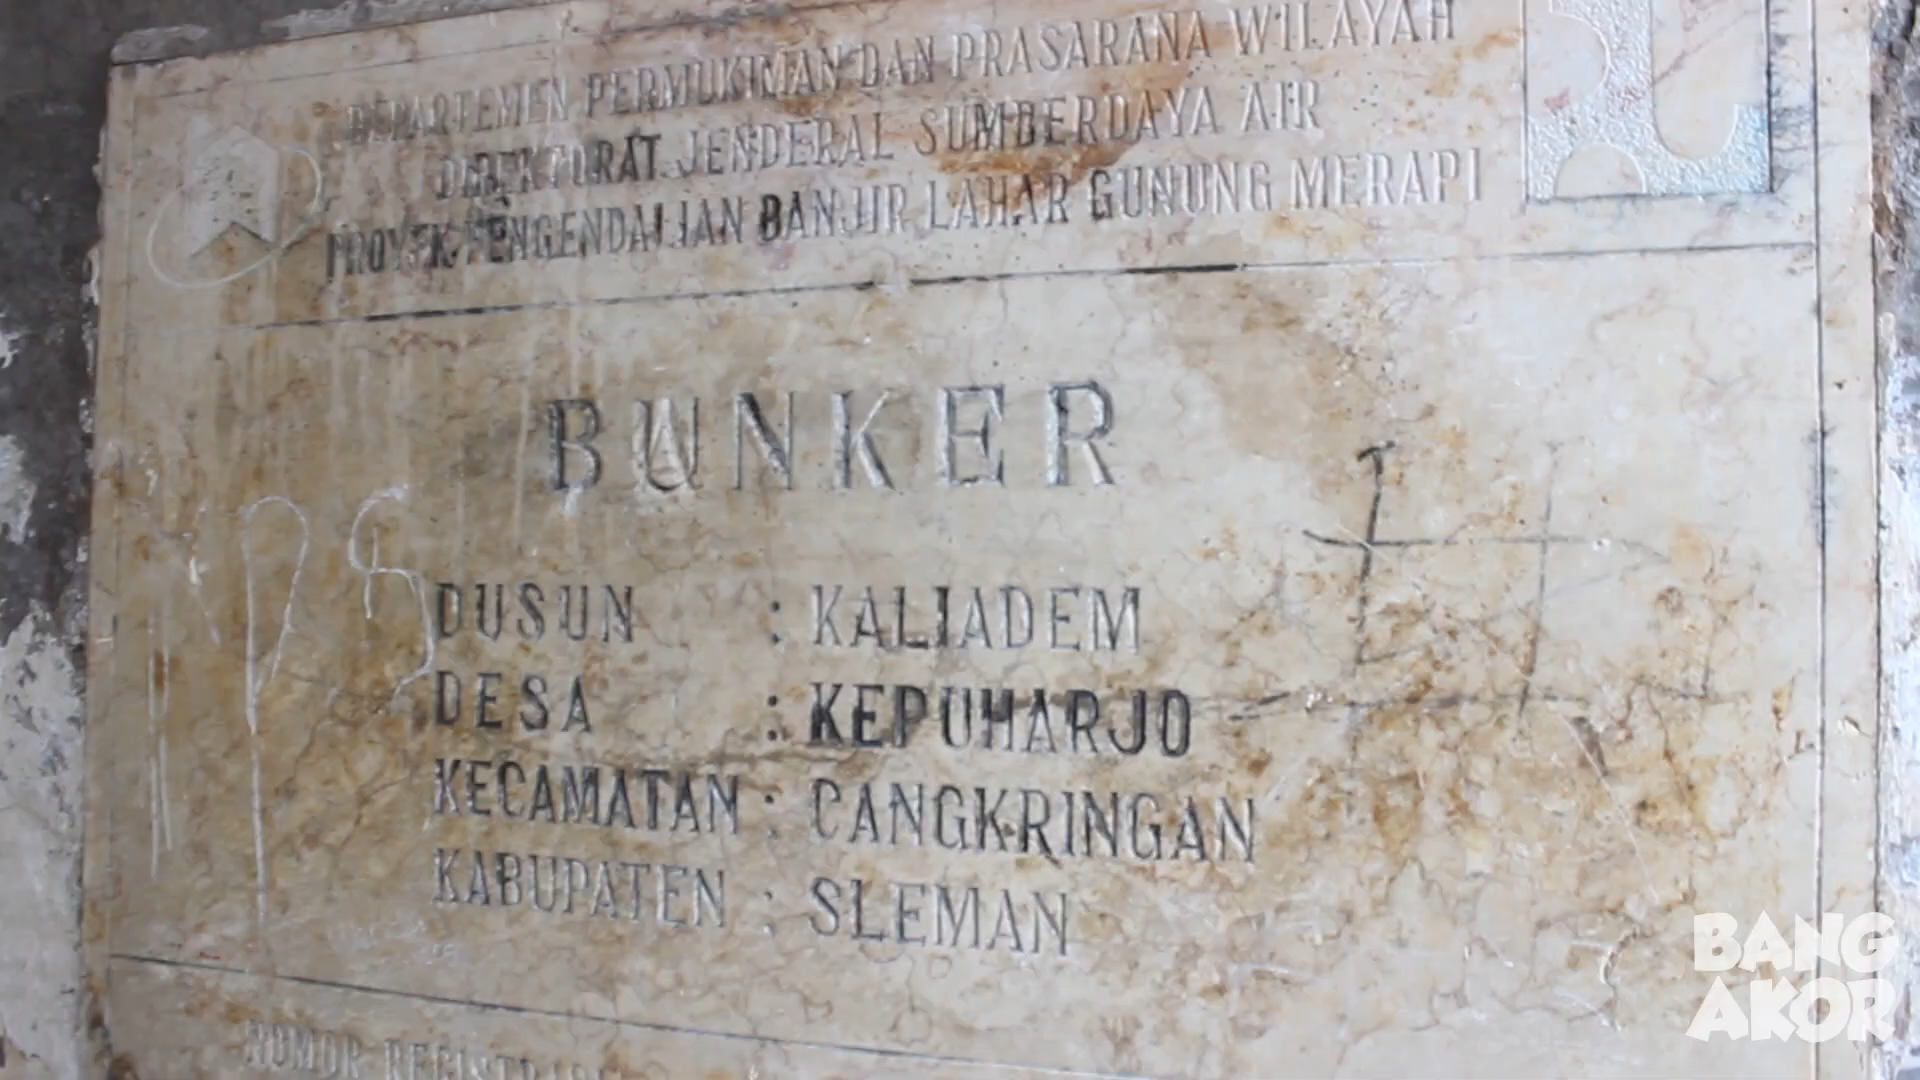 DEPARTEMEN PERMUKIMAN DAN PRASARANA WILAYAH
DIREKTORAT JENDERAL SUMBERDAYA AIR
PROYEK PENGENDALIAN BANJIR LAHAR GUNUNG MERAPI
BUNKER
DUSUN : KALIADEM
DESA : KEPUHARJO
KECAMATAN : CANGKRINGAN
KABUPATEN : SLEMAN
NOMOR REGISTRASI
BANG
AKOR